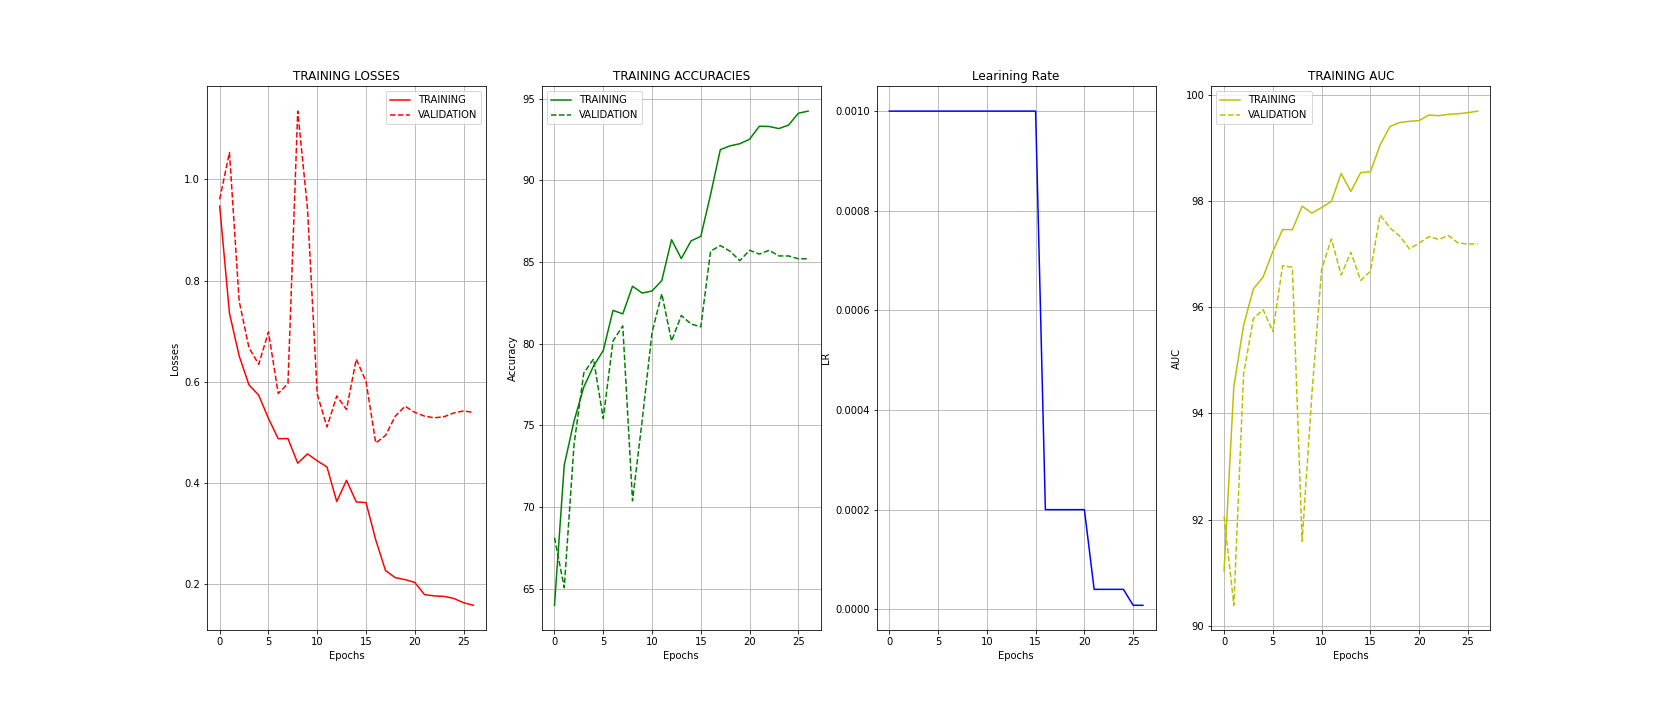 TRAINING LOSSES
TRAINING
VALIDATION
1.0
0.8
0.6
0.4
0.2
Losses
0 5 10 15 20 25
Epochs
TRAINING ACCURACIES
TRAINING
VALIDATION
95
90
85
80
75
70
65
Accuracy
0 5 10 15 20 25
Epochs
Learining Rate
0.0010
0.0008
0.0006
0.0004
0.0002
0.0000
LR
0 5 10 15 20 25
Epochs
TRAINING AUC
TRAINING
VALIDATION
100
98
96
94
92
90
AUC
0 5 10 15 20 25
Epochs